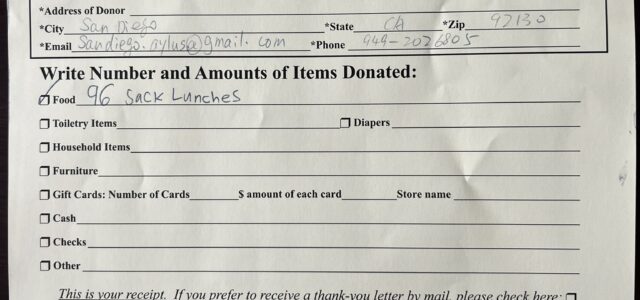 *Address of Donor
*City San Diego *State CA *Zip 92130
*Email Sandiego.aylus@gmail.com *Phone 949-2026805
Write Number and Amounts of Items Donated:
Food 96 Sack Lunches
Toiletry Items Diapers
Household Items
Furniture
Gift Cards: Number of Cards $ amount of each card Store name
Cash
Checks
Other
This is your receipt. If you prefer to receive a thank-you letter by mail, please check here: